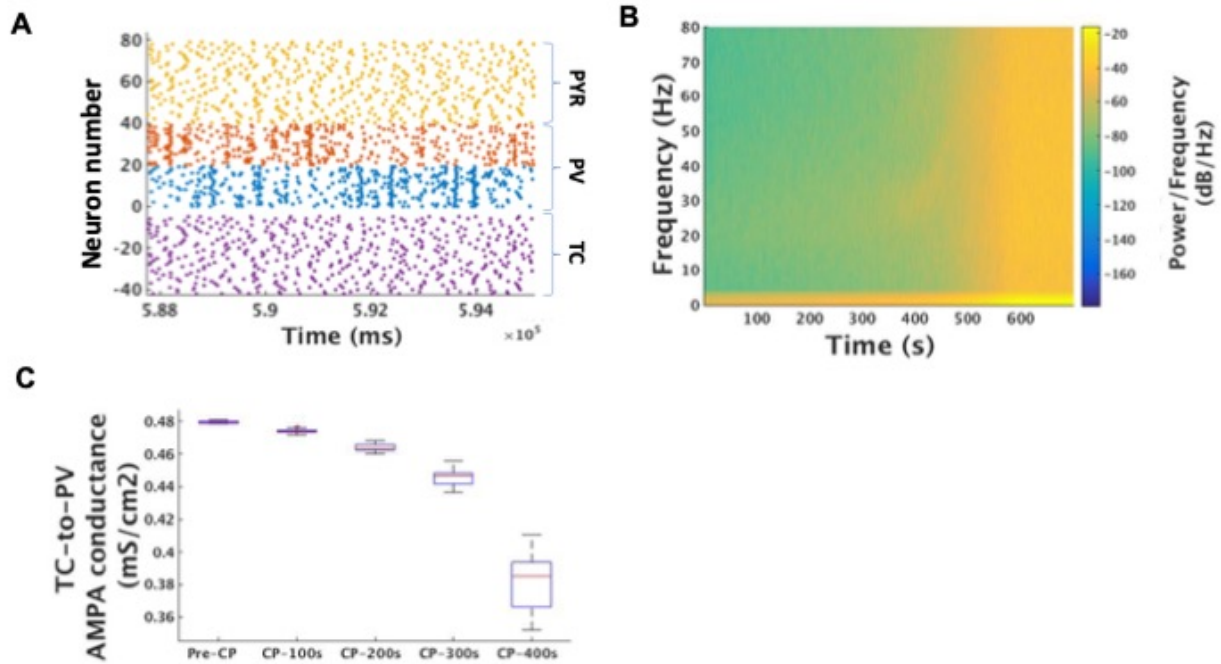 A
Neuron number
80
60
40
20
0
-20
-40
5.88
5.9
5.92
5.94
×10⁵
Time (ms)
PYR
PV
TC
B
Frequency (Hz)
80
70
60
50
40
30
20
10
0
100
200
300
400
500
600
Time (s)
-20
-40
-60
-80
-100
-120
-140
-160
Power/Frequency
(dB/Hz)
C
TC-to-PV
AMPA conductance
(mS/cm2)
0.48
0.46
0.44
0.42
0.4
0.38
0.36
Pre-CP
CP-100s
CP-200s
CP-300s
CP-400s